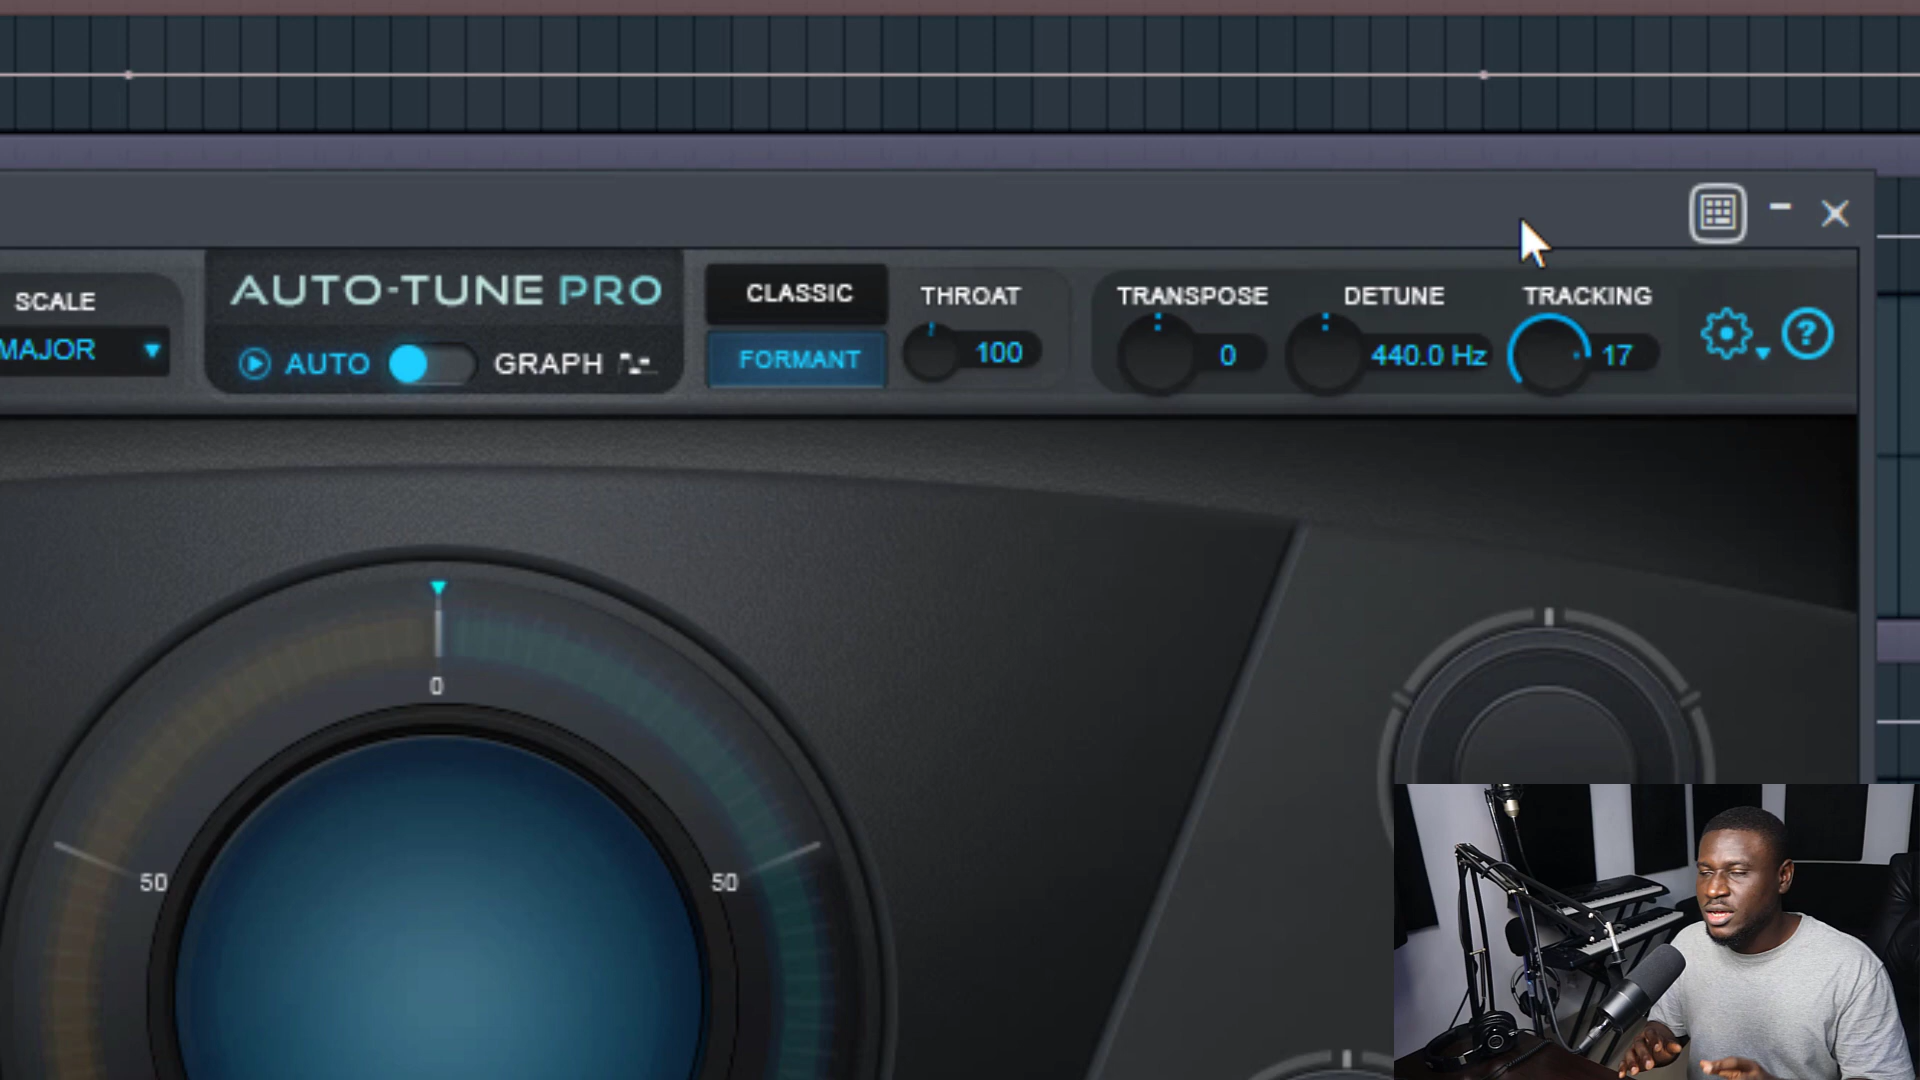 SCALE
MAJOR
AUTO-TUNE PRO
AUTO
GRAPH
CLASSIC
FORMANT
THROAT
100
TRANSPOSE
0
DETUNE
440.0 Hz
TRACKING
17
?
0
50
50